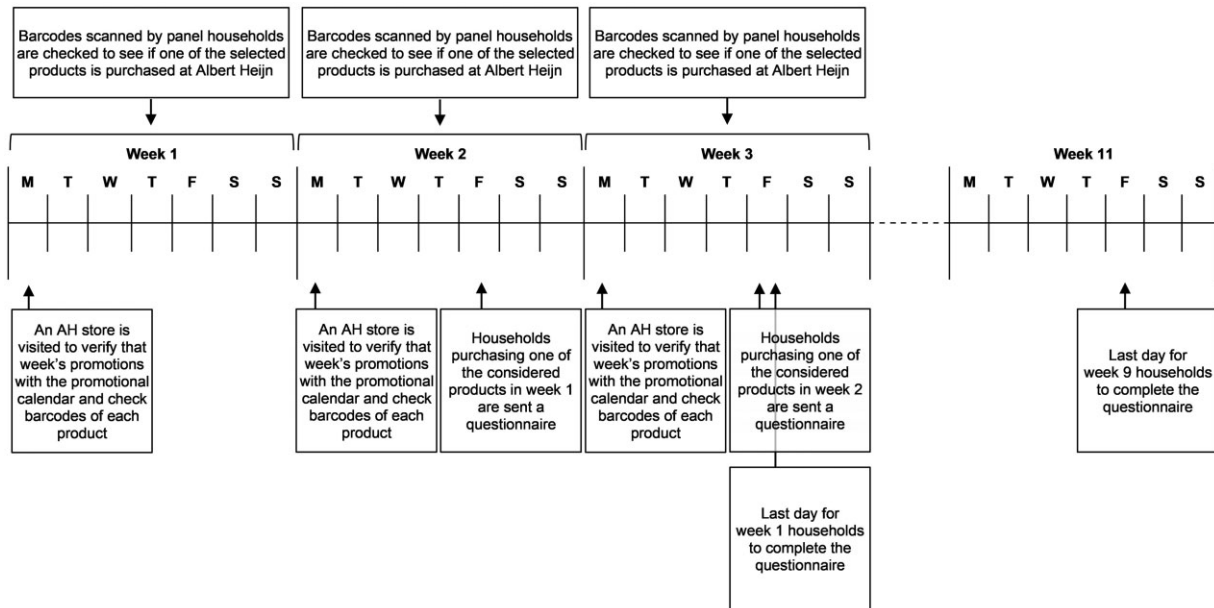 Barcodes scanned by panel households
are checked to see if one of the selected
products is purchased at Albert Heijn
Barcodes scanned by panel households
are checked to see if one of the selected
products is purchased at Albert Heijn
Barcodes scanned by panel households
are checked to see if one of the selected
products is purchased at Albert Heijn
Week 1
Week 2
Week 3
Week 11
M T W T F S S
M T W T F S S
M T W T F S S
M T W T F S S
An AH store is
visited to verify that
week's promotions
with the promotional
calendar and check
barcodes of each
product
An AH store is
visited to verify that
week's promotions
with the promotional
calendar and check
barcodes of each
product
Households
purchasing one of
the considered
products in week 1
are sent a
questionnaire
An AH store is
visited to verify that
week's promotions
with the promotional
calendar and check
barcodes of each
product
Households
purchasing one of
the considered
products in week 2
are sent a
questionnaire
Last day for
week 9 households
to complete the
questionnaire
Last day for
week 1 households
to complete the
questionnaire